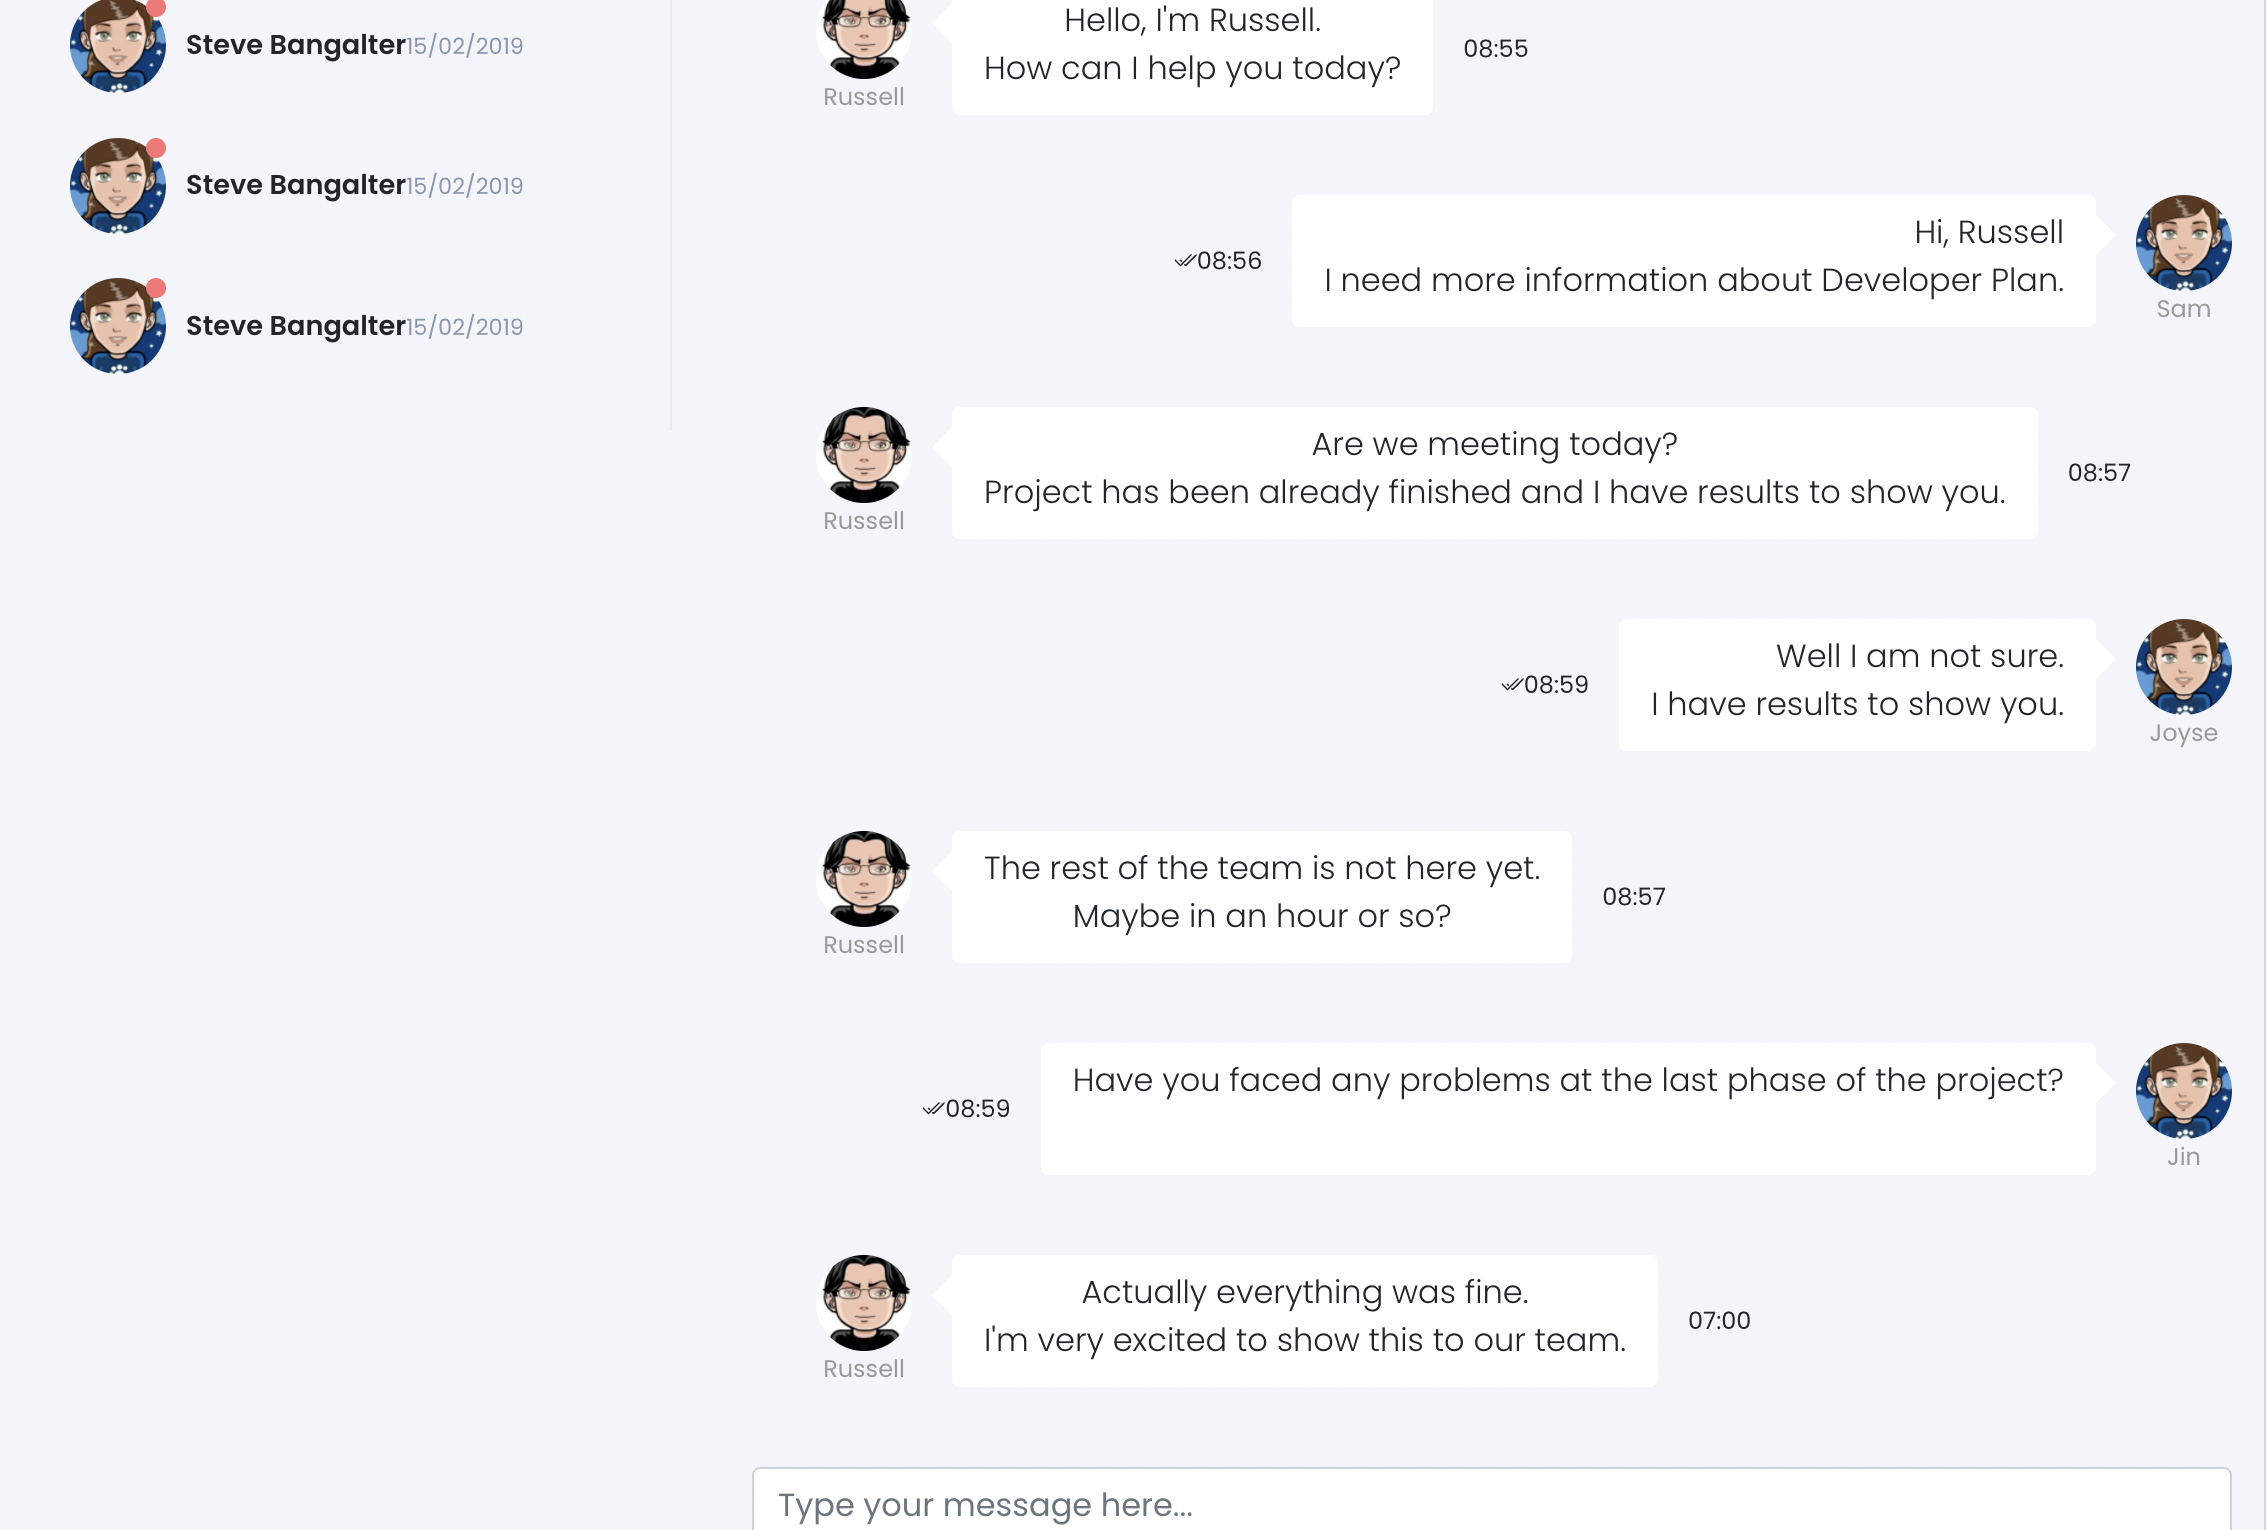 Steve Bangalter15/02/2019
Steve Bangalter15/02/2019
Steve Bangalter15/02/2019
Hello, I'm Russell.
How can I help you today?
08:55
Russell
Hi, Russell
I need more information about Developer Plan.
08:56
Sam
Are we meeting today?
Project has been already finished and I have results to show you.
08:57
Russell
Well I am not sure.
I have results to show you.
08:59
Joyse
The rest of the team is not here yet.
Maybe in an hour or so?
08:57
Russell
Have you faced any problems at the last phase of the project?
08:59
Jin
Actually everything was fine.
I'm very excited to show this to our team.
07:00
Russell
Type your message here...